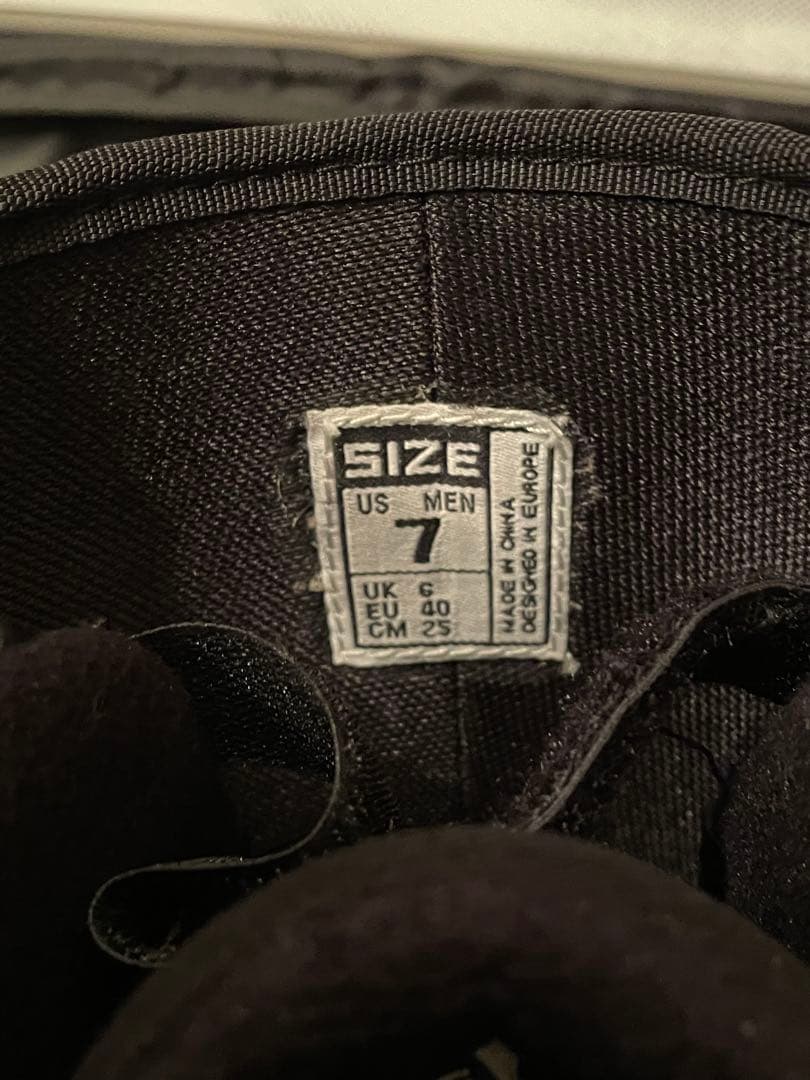 SIZE
US MEN
7
UK 6
EU 40
CM 25
MADE IN CHINA
DESIGNED IN EUROPE